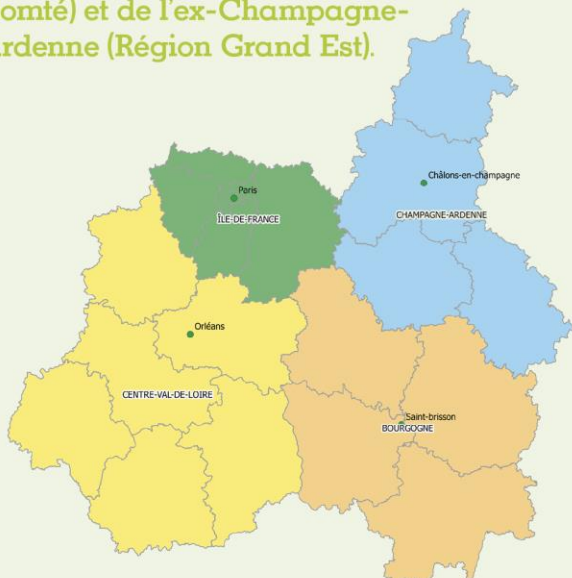 omté) et de l'ex-Champagne-
rdenne (Région Grand Est).
Châlons-en-champagne
Paris
CHAMPAGNE-ARDENNE
ÎLE-DE-FRANCE
Orléans
CENTRE-VAL-DE-LOIRE
Saint-brisson
BOURGOGNE